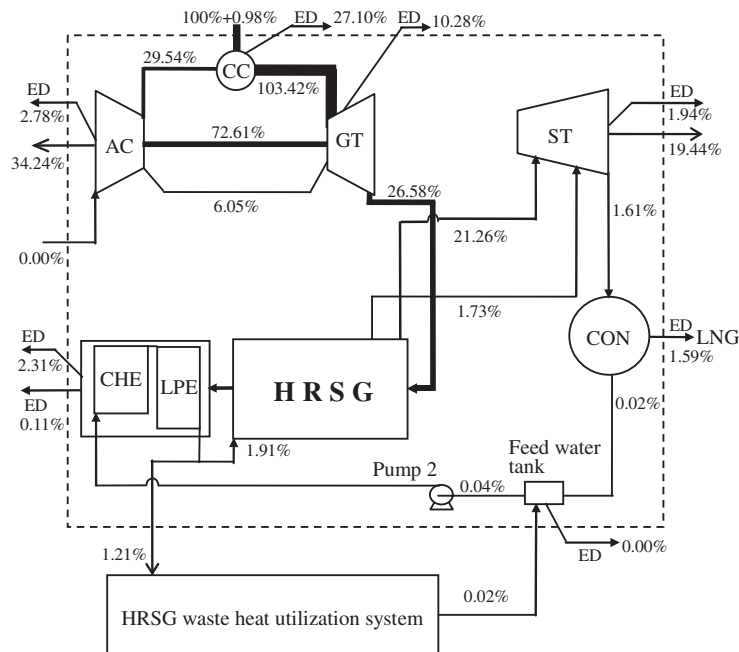 100%+0.98%
ED
27.10%
ED
10.28%
29.54%
CC
103.42%
ED
2.78%
72.61%
AC
GT
34.24%
6.05%
26.58%
0.00%
ST
ED
1.94%
19.44%
21.26%
1.61%
1.73%
CON
ED
LNG
1.59%
ED
2.31%
CHE
LPE
H R S G
ED
0.11%
0.02%
1.91%
Feed water
tank
Pump 2
0.04%
1.21%
ED
0.00%
0.02%
HRSG waste heat utilization system